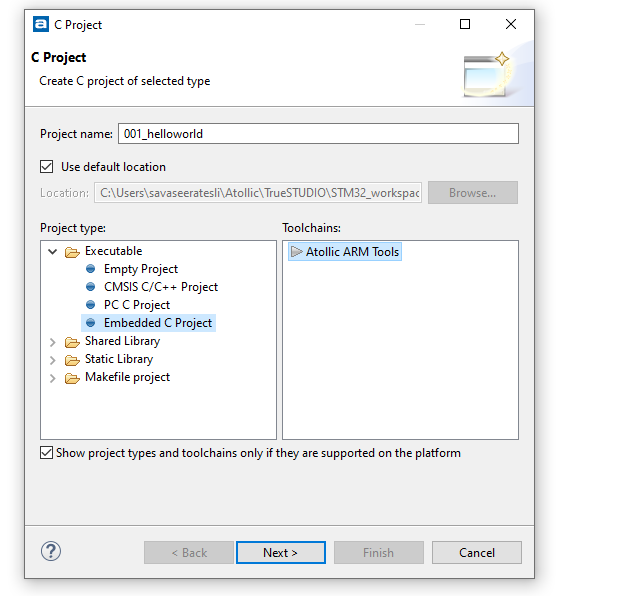 a C Project
C Project
Create C project of selected type
Project name: 001_helloworld
Use default location
Location: C:\Users\savaseeratesli\Atollic\TrueSTUDIO\STM32_workspac Browse...
Project type: Toolchains:
Executable Atollic ARM Tools
Empty Project
CMSIS C/C++ Project
PC C Project
Embedded C Project
Shared Library
Static Library
Makefile project
Show project types and toolchains only if they are supported on the platform
? < Back Next > Finish Cancel